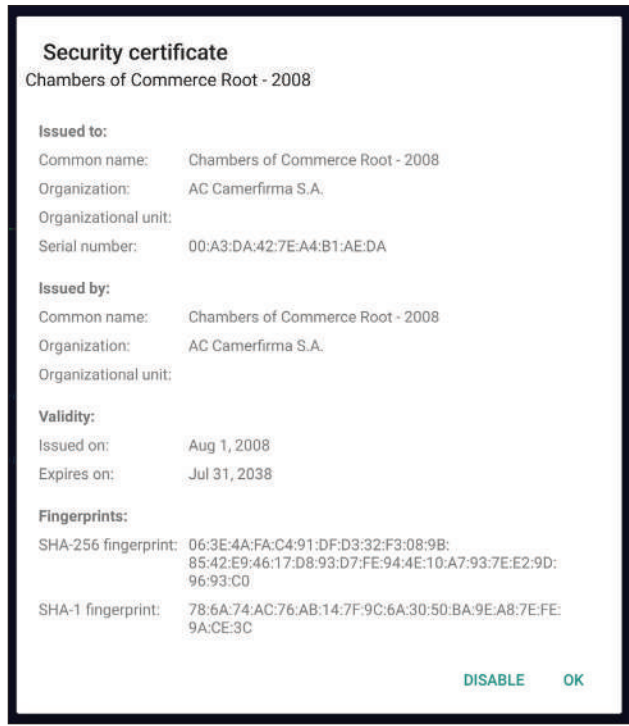 Security certificate
Chambers of Commerce Root - 2008
Issued to:
Common name: Chambers of Commerce Root - 2008
Organization: AC Camerfirma S.A.
Organizational unit:
Serial number: 00:A3:DA:42:7E:A4:B1:AE:DA
Issued by:
Common name: Chambers of Commerce Root - 2008
Organization: AC Camerfirma S.A.
Organizational unit:
Validity:
Issued on: Aug 1, 2008
Expires on: Jul 31, 2038
Fingerprints:
SHA-256 fingerprint: 06:3E:4A:FA:C4:91:DF:D3:32:F3:08:9B:
85:42:E9:46:17:D8:93:D7:FE:94:4E:10:A7:93:7E:E2:9D:
96:93:C0
SHA-1 fingerprint: 78:6A:74:AC:76:AB:14:7F:9C:6A:30:50:BA:9E:A8:7E:FE:
9A:CE:3C
DISABLE OK